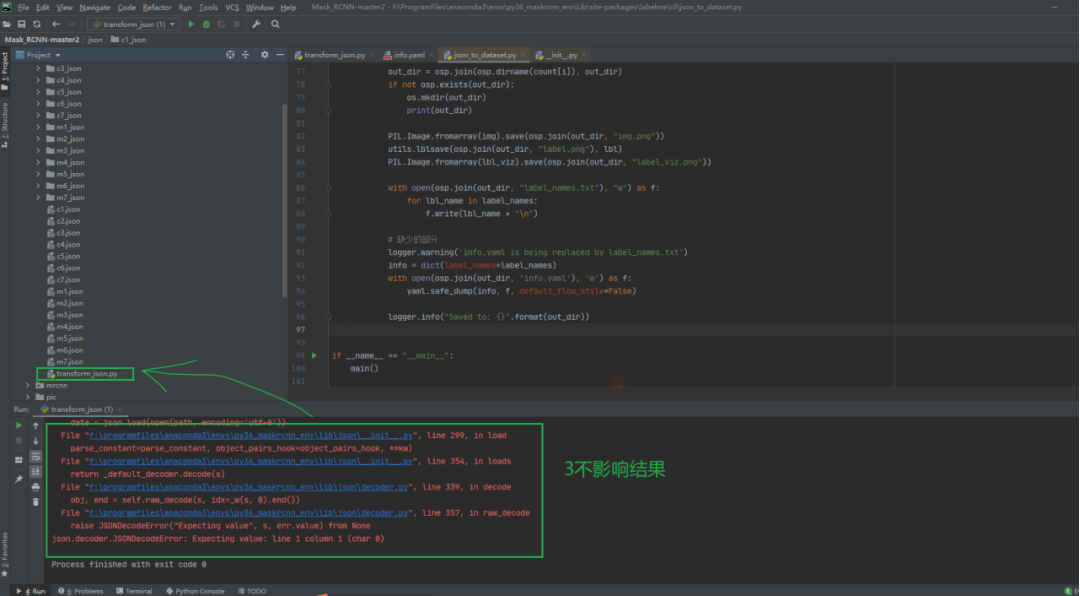 File Edit View Navigate Code Refactor Run Tools VCS Window Help Mask_RCNN-master2 - F:\ProgramFiles\anaconda3\envs\py36_maskrcnn_env\Lib\site-packages\labelme\cli\json_to_dataset.py
transform_json (1)
Mask_RCNN-master2 json c1_json
Project
transform_json.py info.yaml json_to_dataset.py __init__.py
1: Project
Z: Structure
2: Favorites
c3_json
c4_json
c5_json
c6_json
c7_json
m1_json
m2_json
m3_json
m4_json
m5_json
m6_json
m7_json
c1.json
c2.json
c3.json
c4.json
c5.json
c6.json
c7.json
m1.json
m2.json
m3.json
m4.json
m5.json
m6.json
m7.json
transform_json.py
mrcnn
pic
77 out_dir = osp.join(osp.dirname(count[i]), out_dir)
78 if not osp.exists(out_dir):
79 os.mkdir(out_dir)
80 print(out_dir)
81
82 PIL.Image.fromarray(img).save(osp.join(out_dir, "img.png"))
83 utils.lblsave(osp.join(out_dir, "label.png"), lbl)
84 PIL.Image.fromarray(lbl_viz).save(osp.join(out_dir, "label_viz.png"))
85
86 with open(osp.join(out_dir, "label_names.txt"), "w") as f:
87 for lbl_name in label_names:
88 f.write(lbl_name + "\n")
89
90 # 缺少的部分
91 logger.warning('info.yaml is being replaced by label_names.txt')
92 info = dict(label_names=label_names)
93 with open(osp.join(out_dir, 'info.yaml'), 'w') as f:
94 yaml.safe_dump(info, f, default_flow_style=False)
95
96 logger.info("Saved to: {}".format(out_dir))
97
98
99 if __name__ == "__main__":
100 main()
101
Run: transform_json (1)
data = json.load(open(path, encoding='utf-8'))
File "f:\programfiles\anaconda3\envs\py36_maskrcnn_env\lib\json\__init__.py", line 299, in load
parse_constant=parse_constant, object_pairs_hook=object_pairs_hook, **kw)
File "f:\programfiles\anaconda3\envs\py36_maskrcnn_env\lib\json\__init__.py", line 354, in loads
return _default_decoder.decode(s)
File "f:\programfiles\anaconda3\envs\py36_maskrcnn_env\lib\json\decoder.py", line 339, in decode
obj, end = self.raw_decode(s, idx=_w(s, 0).end())
File "f:\programfiles\anaconda3\envs\py36_maskrcnn_env\lib\json\decoder.py", line 357, in raw_decode
raise JSONDecodeError("Expecting value", s, err.value) from None
json.decoder.JSONDecodeError: Expecting value: line 1 column 1 (char 0)
3不影响结果
Process finished with exit code 0
4: Run 6: Problems Terminal Python Console TODO